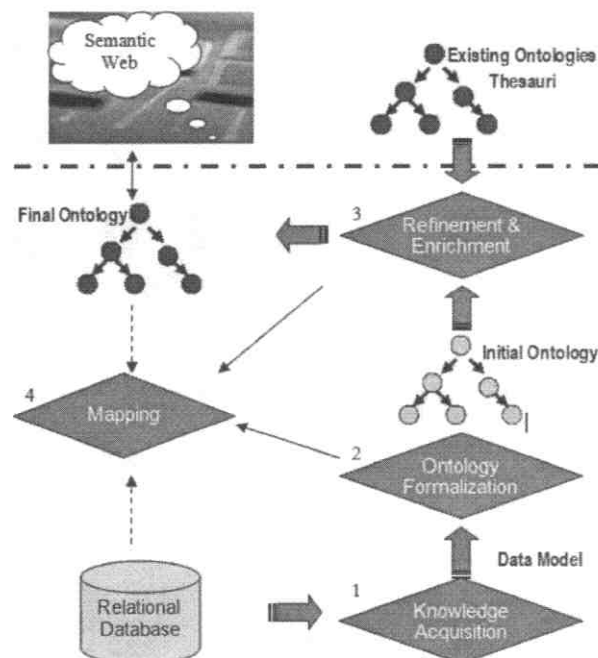 Semantic
Web
Existing Ontologies
Thesauri
Final Ontology
3
Refinement &
Enrichment
Initial Ontology
4
Mapping
2
Ontology
Formalization
Data Model
1
Relational
Database
Knowledge
Acquisition